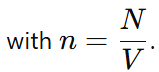 with n = N/V.